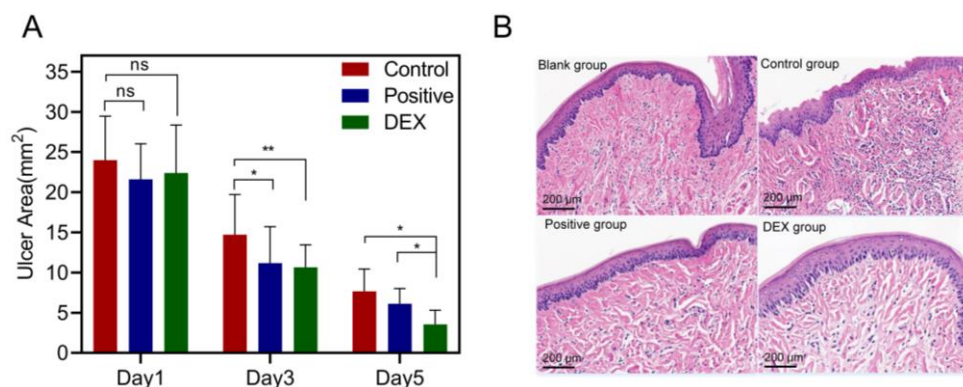 A
B
Ulcer Area(mm²)
35
30
25
20
15
10
5
0
ns
ns
**
*
*
*
Control
Positive
DEX
Day1 Day3 Day5
Blank group
Control group
200 μm
200 μm
Positive group
DEX group
200 μm
200 μm